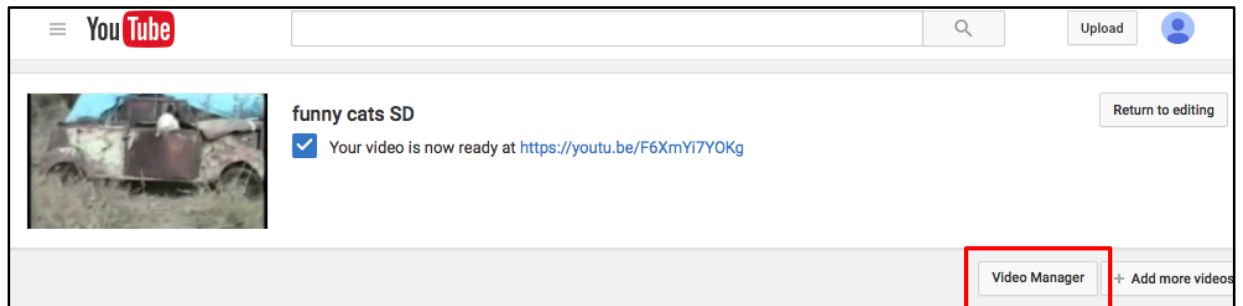 YouTube
Upload
funny cats SD
Return to editing
Your video is now ready at https://youtu.be/F6XmYi7YOKg
Video Manager
+ Add more videos